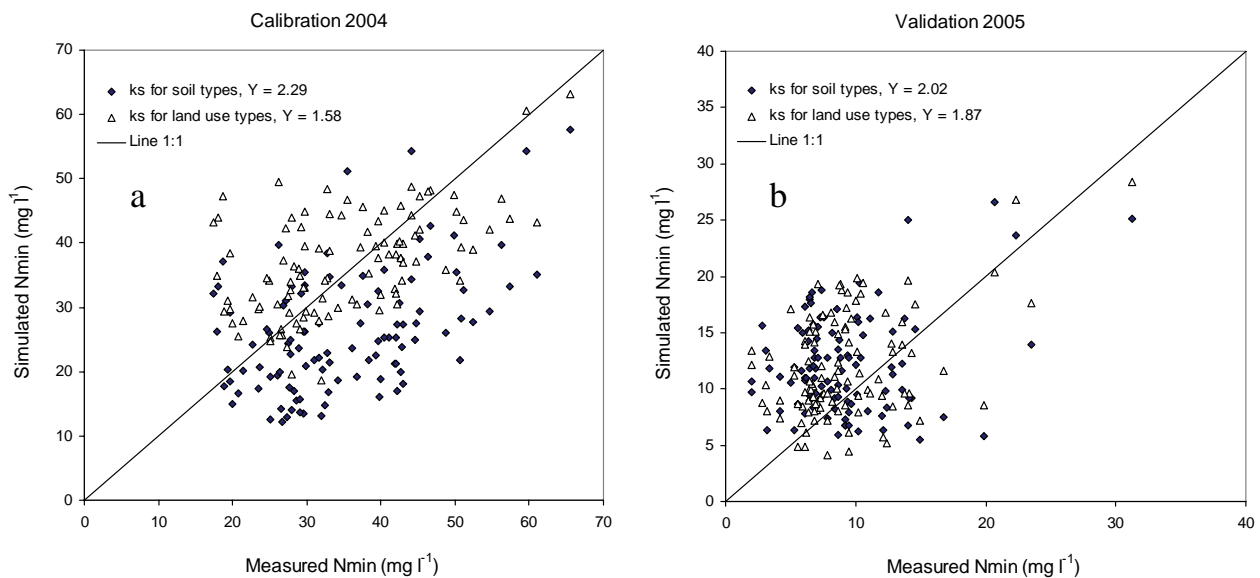 Calibration 2004
70
60
50
40
30
20
10
0
0 10 20 30 40 50 60 70
ks for soil types, Y = 2.29
ks for land use types, Y = 1.58
Line 1:1
a
Simulated Nmin (mg l⁻¹)
Measured Nmin (mg l⁻¹)
Validation 2005
40
35
30
25
20
15
10
5
0
0 10 20 30 40
ks for soil types, Y = 2.02
ks for land use types, Y = 1.87
Line 1:1
b
Simulated Nmin (mg l⁻¹)
Measured Nmin (mg l⁻¹)